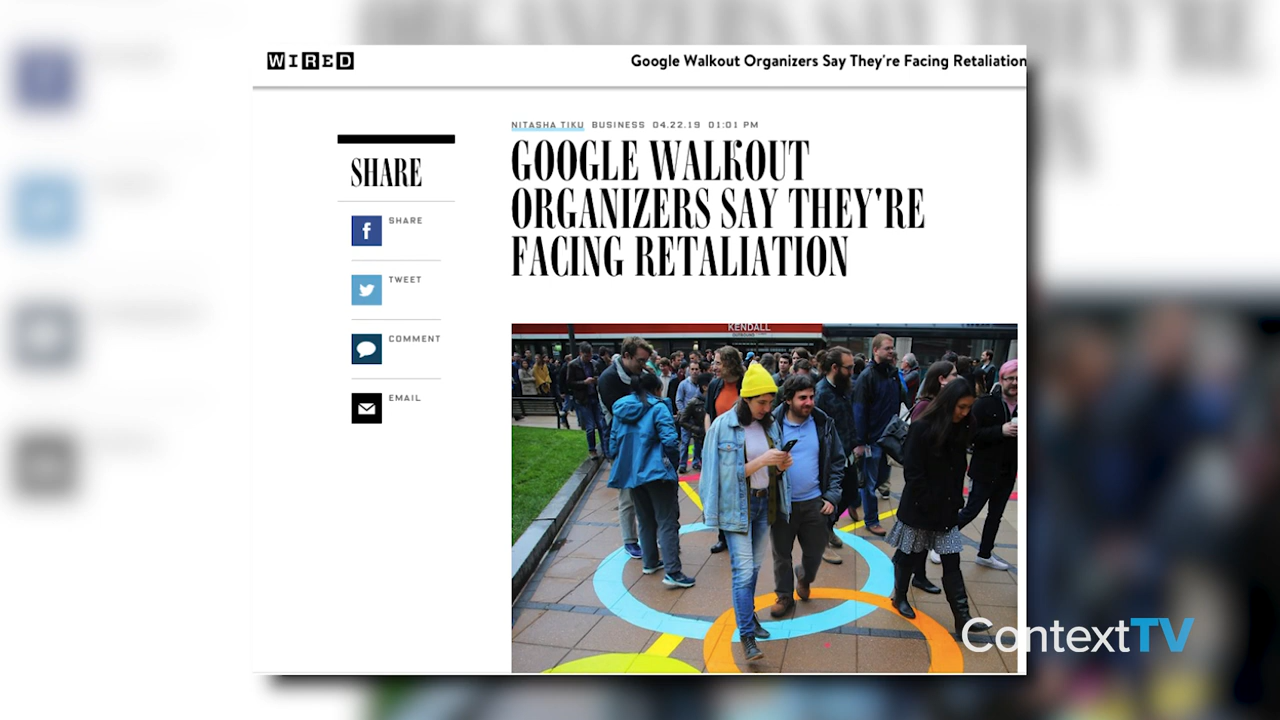 WIRED
Google Walkout Organizers Say They're Facing Retaliation
NITASHA TIKU BUSINESS 04.22.19 01:01 PM
GOOGLE WALKOUT
ORGANIZERS SAY THEY'RE
FACING RETALIATION
SHARE
SHARE
TWEET
COMMENT
EMAIL
KENDALL
ContextTV